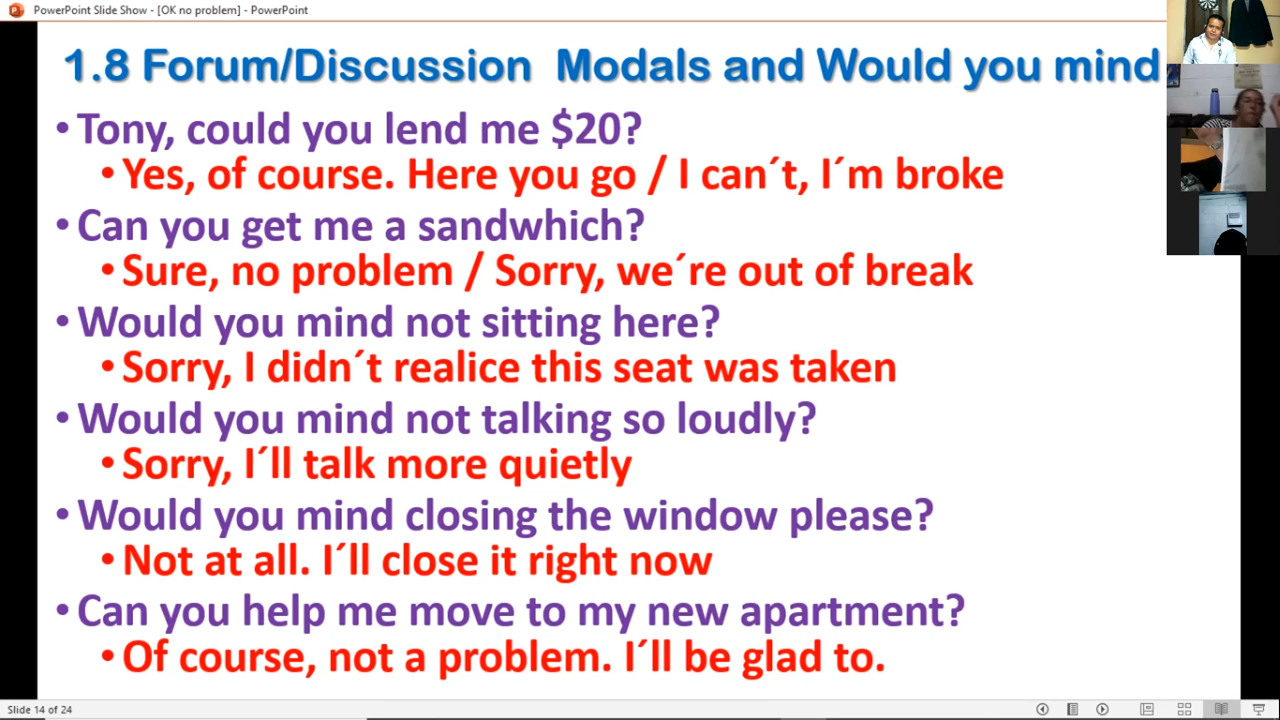 PowerPoint Slide Show - [OK no problem] - PowerPoint
1.8 Forum/Discussion Modals and Would you mind
• Tony, could you lend me $20?
• Yes, of course. Here you go / I can´t, I´m broke
• Can you get me a sandwhich?
• Sure, no problem / Sorry, we´re out of break
• Would you mind not sitting here?
• Sorry, I didn´t realice this seat was taken
• Would you mind not talking so loudly?
• Sorry, I´ll talk more quietly
• Would you mind closing the window please?
• Not at all. I´ll close it right now
• Can you help me move to my new apartment?
• Of course, not a problem. I´ll be glad to.
Slide 14 of 24